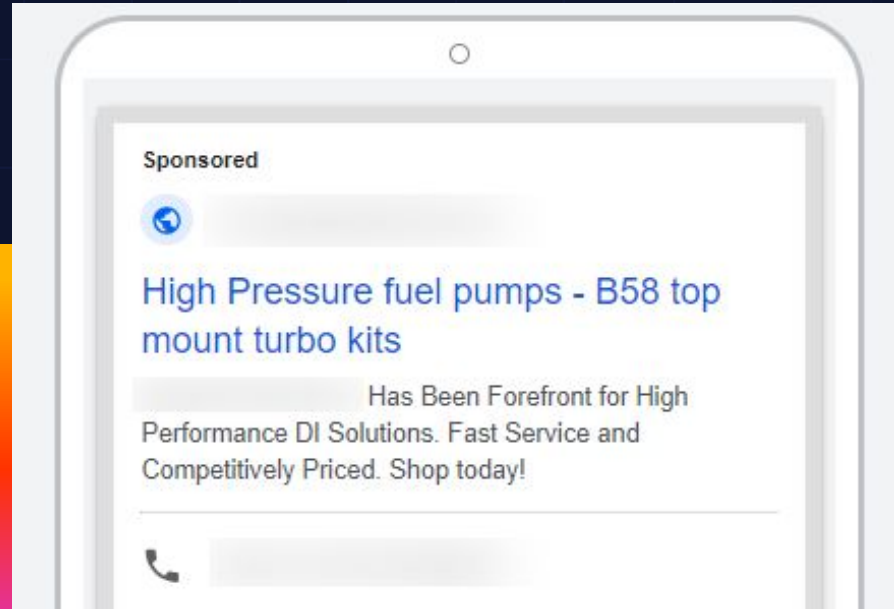 Sponsored
High Pressure fuel pumps - B58 top
mount turbo kits
Has Been Forefront for High
Performance DI Solutions. Fast Service and
Competitively Priced. Shop today!